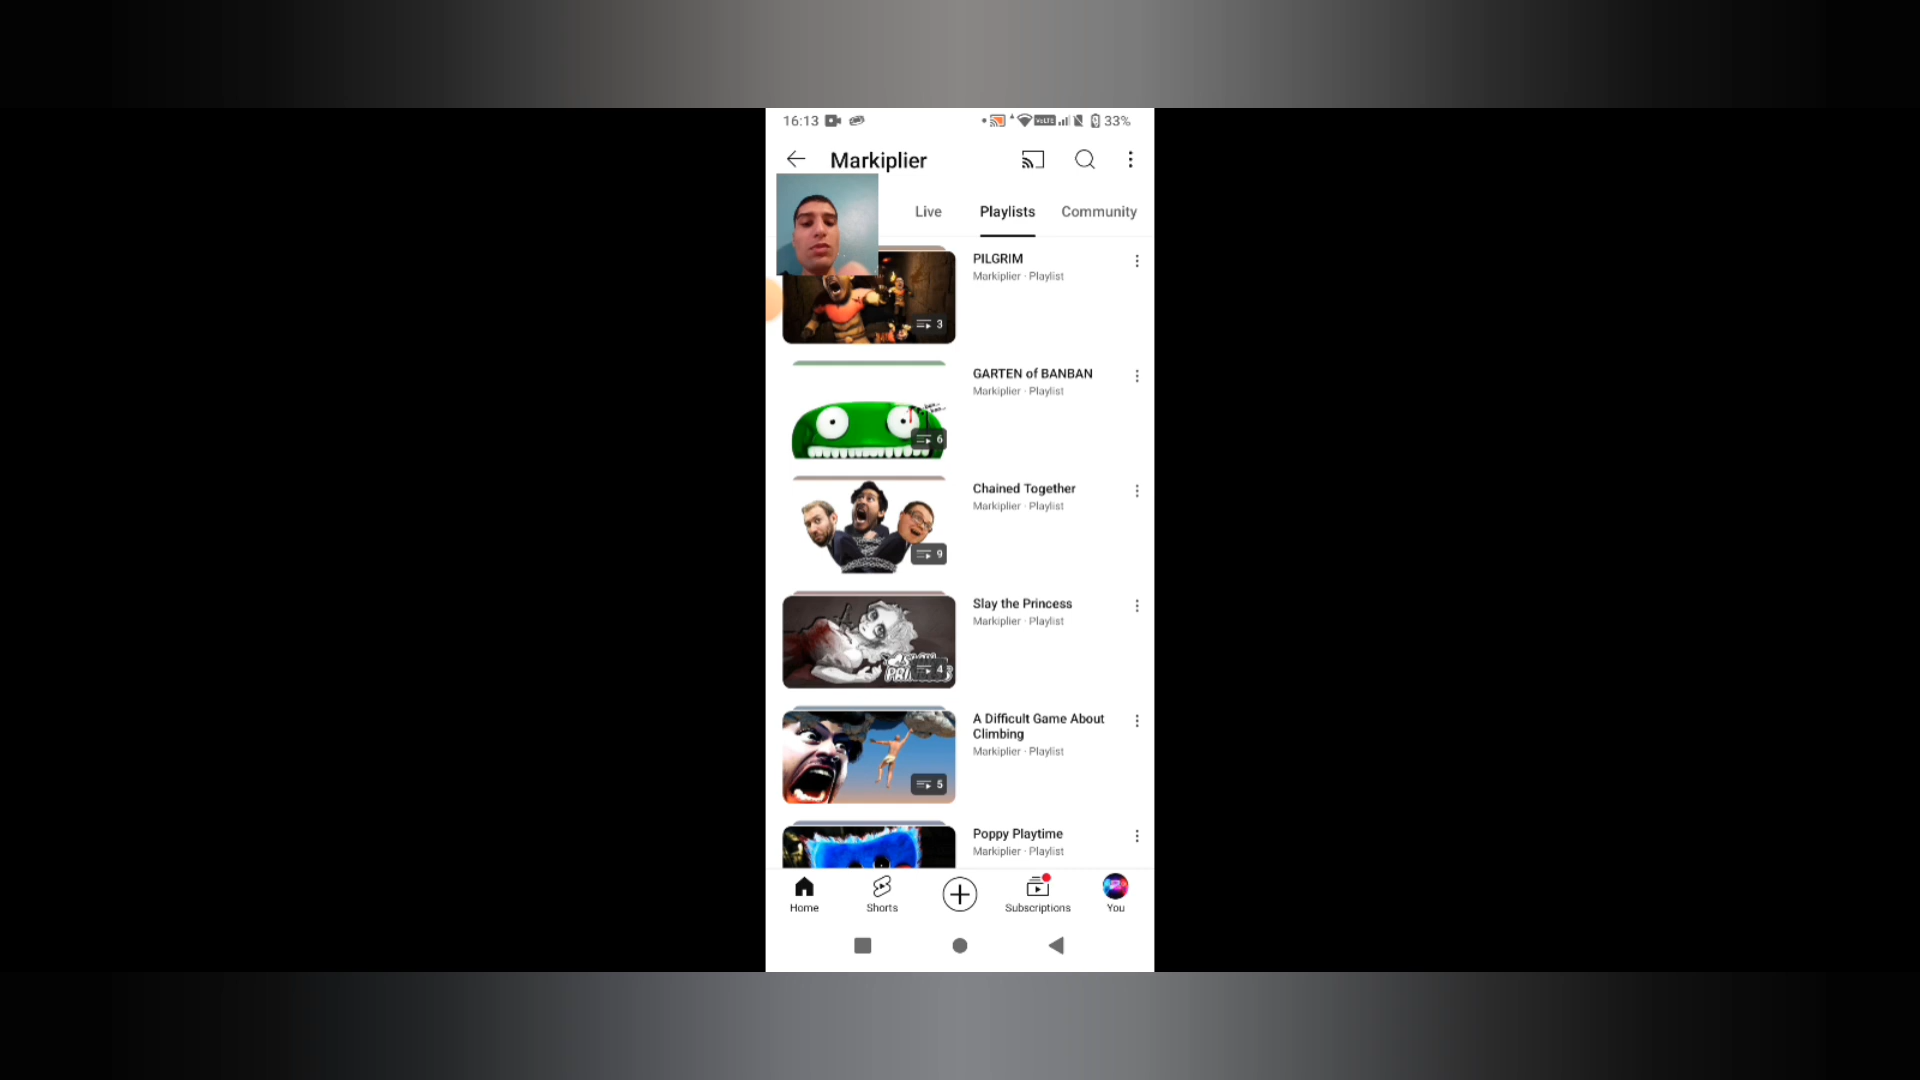 16:13
VoLTE
33%
Markiplier
Live
Playlists
Community
PILGRIM
Markiplier · Playlist
3
GARTEN of BANBAN
Markiplier · Playlist
6
Chained Together
Markiplier · Playlist
9
Slay the Princess
Markiplier · Playlist
4
A Difficult Game About
Climbing
Markiplier · Playlist
5
Poppy Playtime
Markiplier · Playlist
Home
Shorts
Subscriptions
You